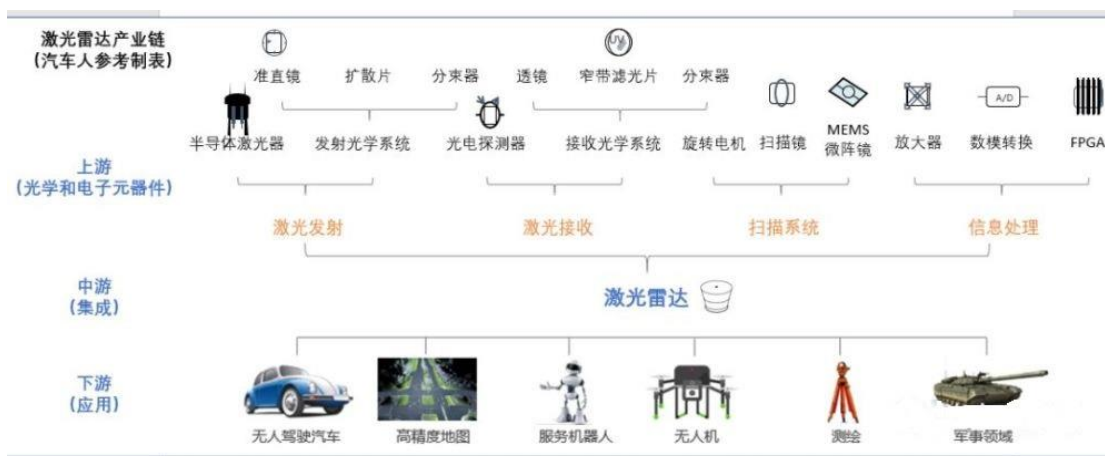 激光雷达产业链
(汽车人参考制表)
UV
准直镜 扩散片 分束器 透镜 窄带滤光片 分束器
A/D
半导体激光器 发射光学系统 光电探测器 接收光学系统 旋转电机 扫描镜 MEMS 微阵镜 放大器 数模转换 FPGA
上游
(光学和电子元器件)
激光发射 激光接收 扫描系统 信息处理
中游
(集成)
激光雷达
下游
(应用)
无人驾驶汽车 高精度地图 服务机器人 无人机 测绘 军事领域